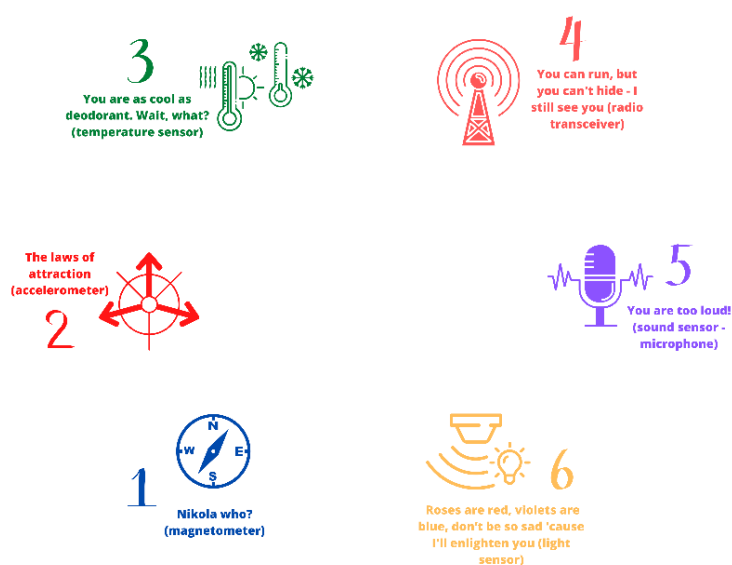 3
You are as cool as
deodorant. Wait, what?
(temperature sensor)
4
You can run, but
you can't hide - I
still see you (radio
transceiver)
The laws of
attraction
(accelerometer)
2
5
You are too loud!
(sound sensor -
microphone)
N
W
E
S
1
Nikola who?
(magnetometer)
6
Roses are red, violets are
blue, don't be so sad 'cause
I'll enlighten you (light
sensor)